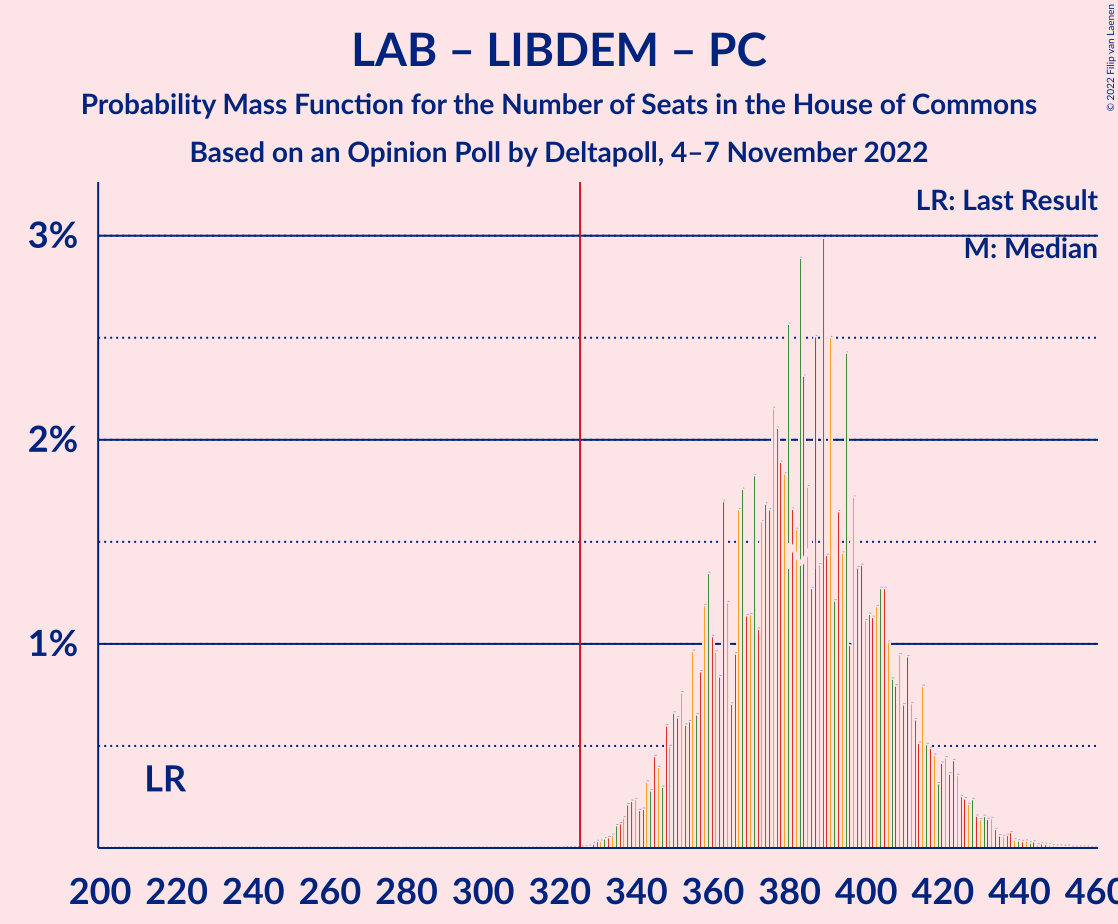 LAB – LIBDEM – PC
Probability Mass Function for the Number of Seats in the House of Commons
Based on an Opinion Poll by Deltapoll, 4–7 November 2022
© 2022 Filip van Laenen
LR: Last Result
M: Median
3%
2%
1%
LR
200 220 240 260 280 300 320 340 360 380 400 420 440 460